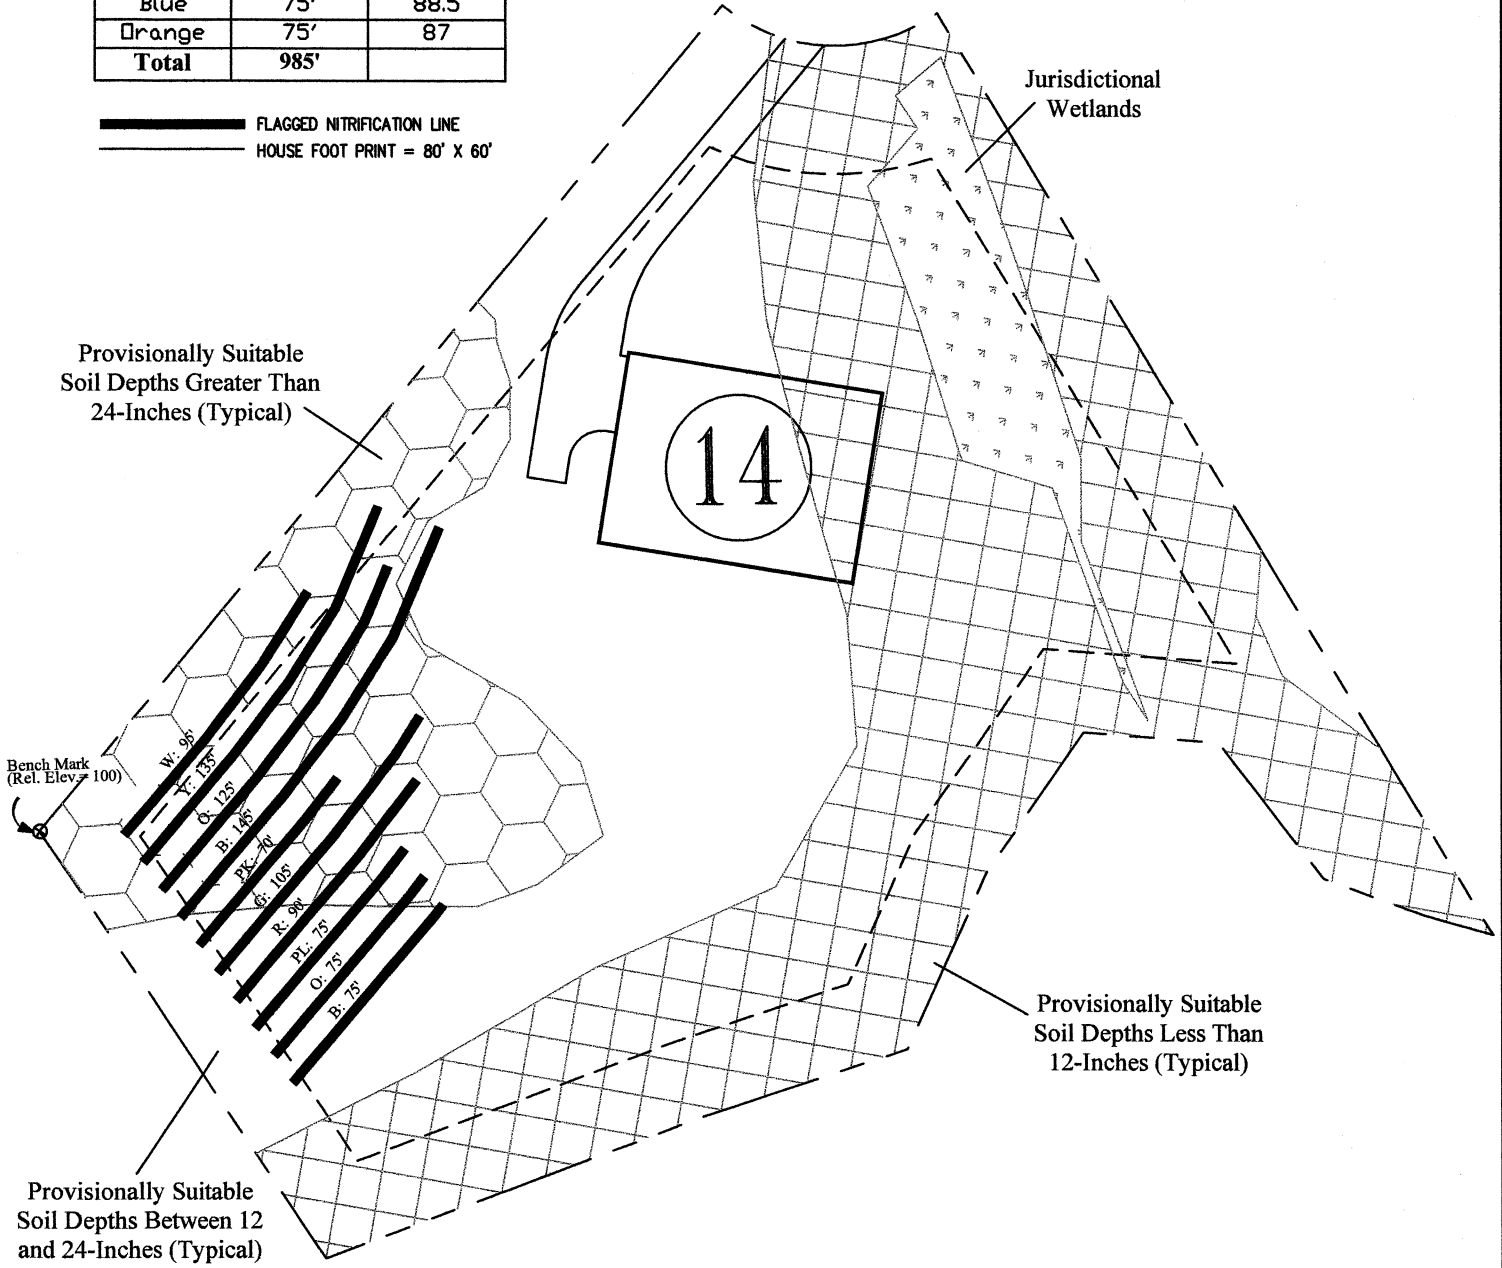 Blue 75' 88.5
Orange 75' 87
Total 985'
FLAGGED NITRIFICATION LINE
HOUSE FOOT PRINT = 80' X 60'
Jurisdictional
Wetlands
Provisionally Suitable
Soil Depths Greater Than
24-Inches (Typical)
14
Bench Mark
(Rel. Elev.= 100)
W: 95'
Y: 135'
O: 125'
B: 145'
PK: 70'
G: 105'
R: 90'
PL: 75'
O: 75'
B: 75'
Provisionally Suitable
Soil Depths Less Than
12-Inches (Typical)
Provisionally Suitable
Soil Depths Between 12
and 24-Inches (Typical)